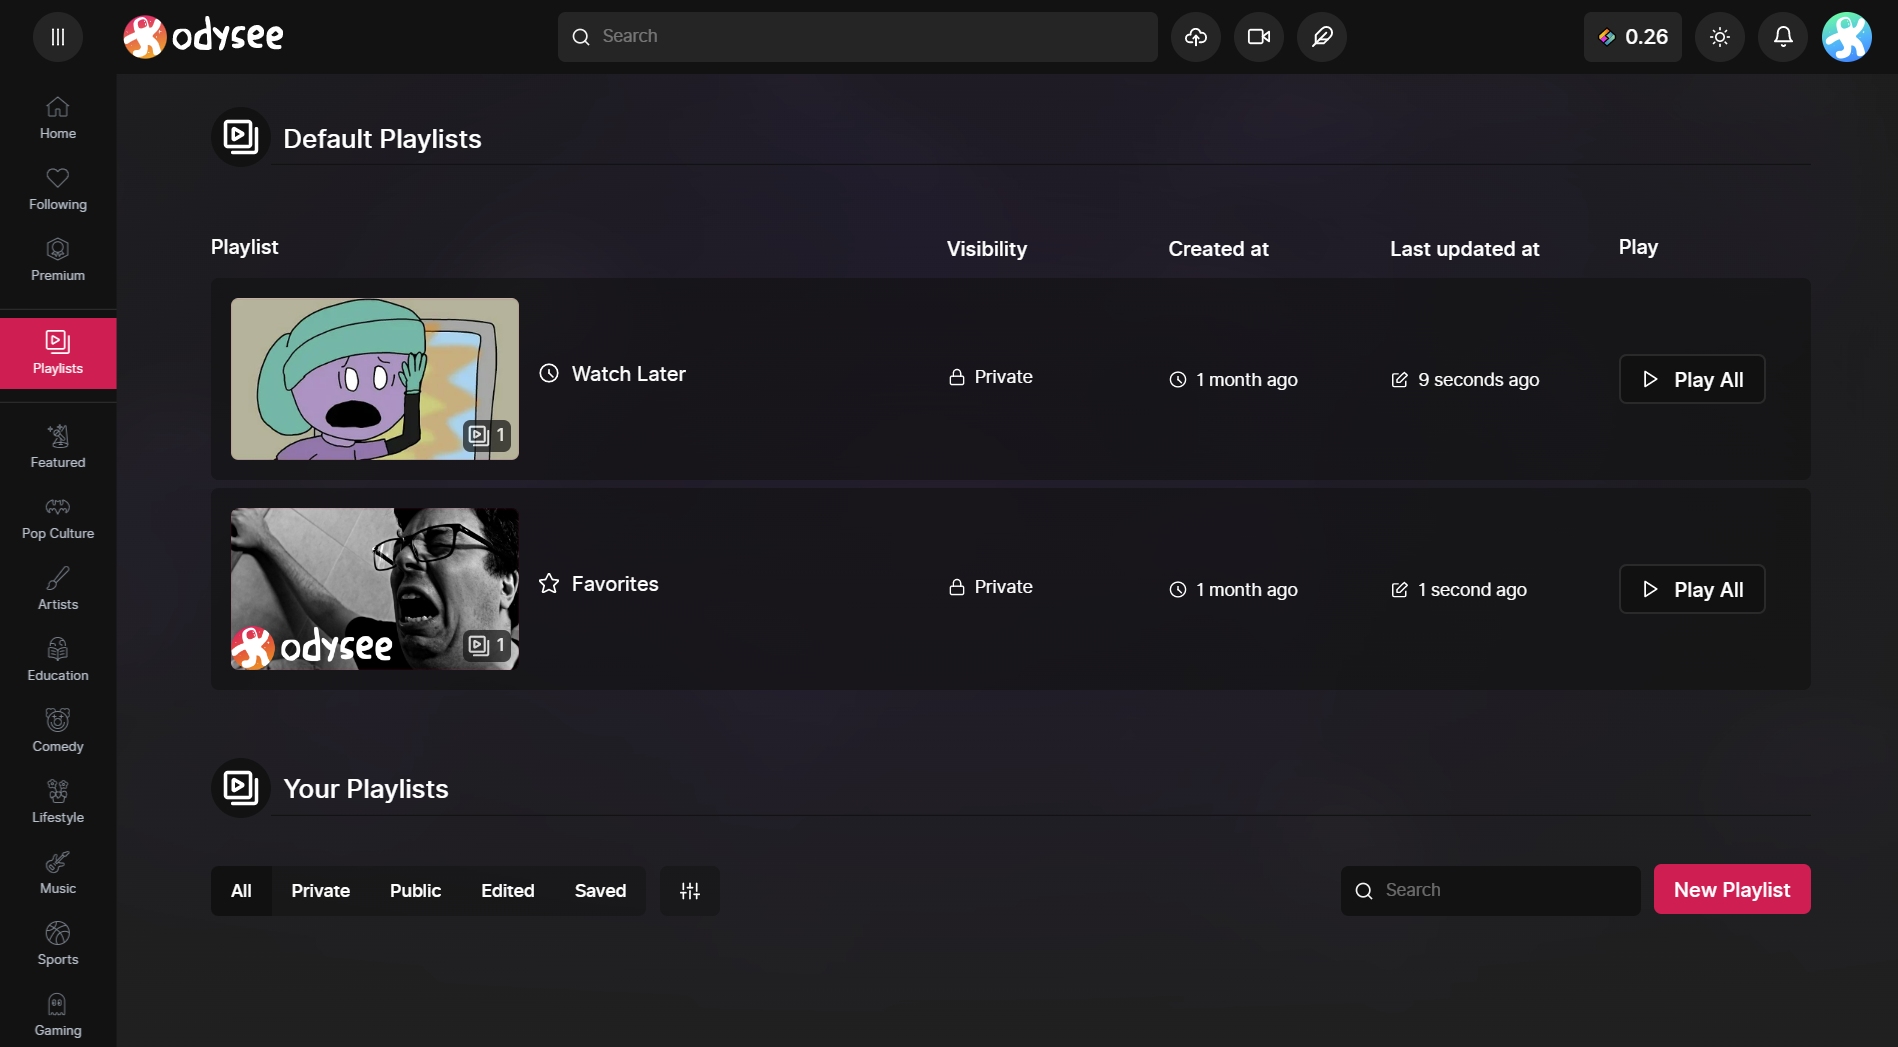 odysee
Search
0.26
Home
Following
Premium
Playlists
Featured
Pop Culture
Artists
Education
Comedy
Lifestyle
Music
Sports
Gaming
Default Playlists
Playlist Visibility Created at Last updated at Play
1
Watch Later Private 1 month ago 9 seconds ago Play All
odysee 1
Favorites Private 1 month ago 1 second ago Play All
Your Playlists
All Private Public Edited Saved Search New Playlist